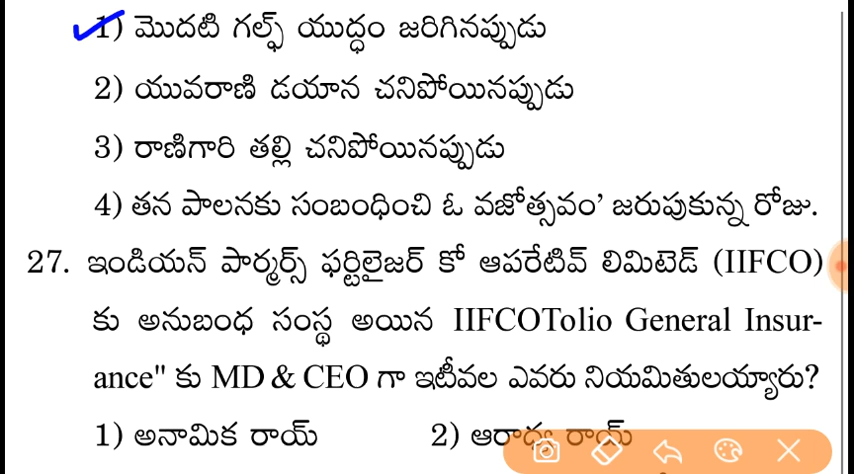 1) మొదటి గల్ఫ్ యుద్ధం జరిగినప్పుడు
2) యువరాణి డయాన చనిపోయినప్పుడు
3) రాణిగారి తల్లి చనిపోయినప్పుడు
4) తన పాలనకు సంబంధించి ఓ వజోత్సవం' జరుపుకున్న రోజు.
27. ఇండియన్ పార్మర్స్ ఫర్టిలైజర్ కో ఆపరేటివ్ లిమిటెడ్ (IIFCO)
కు అనుబంధ సంస్థ అయిన IIFCOTolio General Insur-
ance" కు MD & CEO గా ఇటీవల ఎవరు నియమితులయ్యారు?
1) అనామిక రాయ్ 2) ఆరాధ్య రాయ్